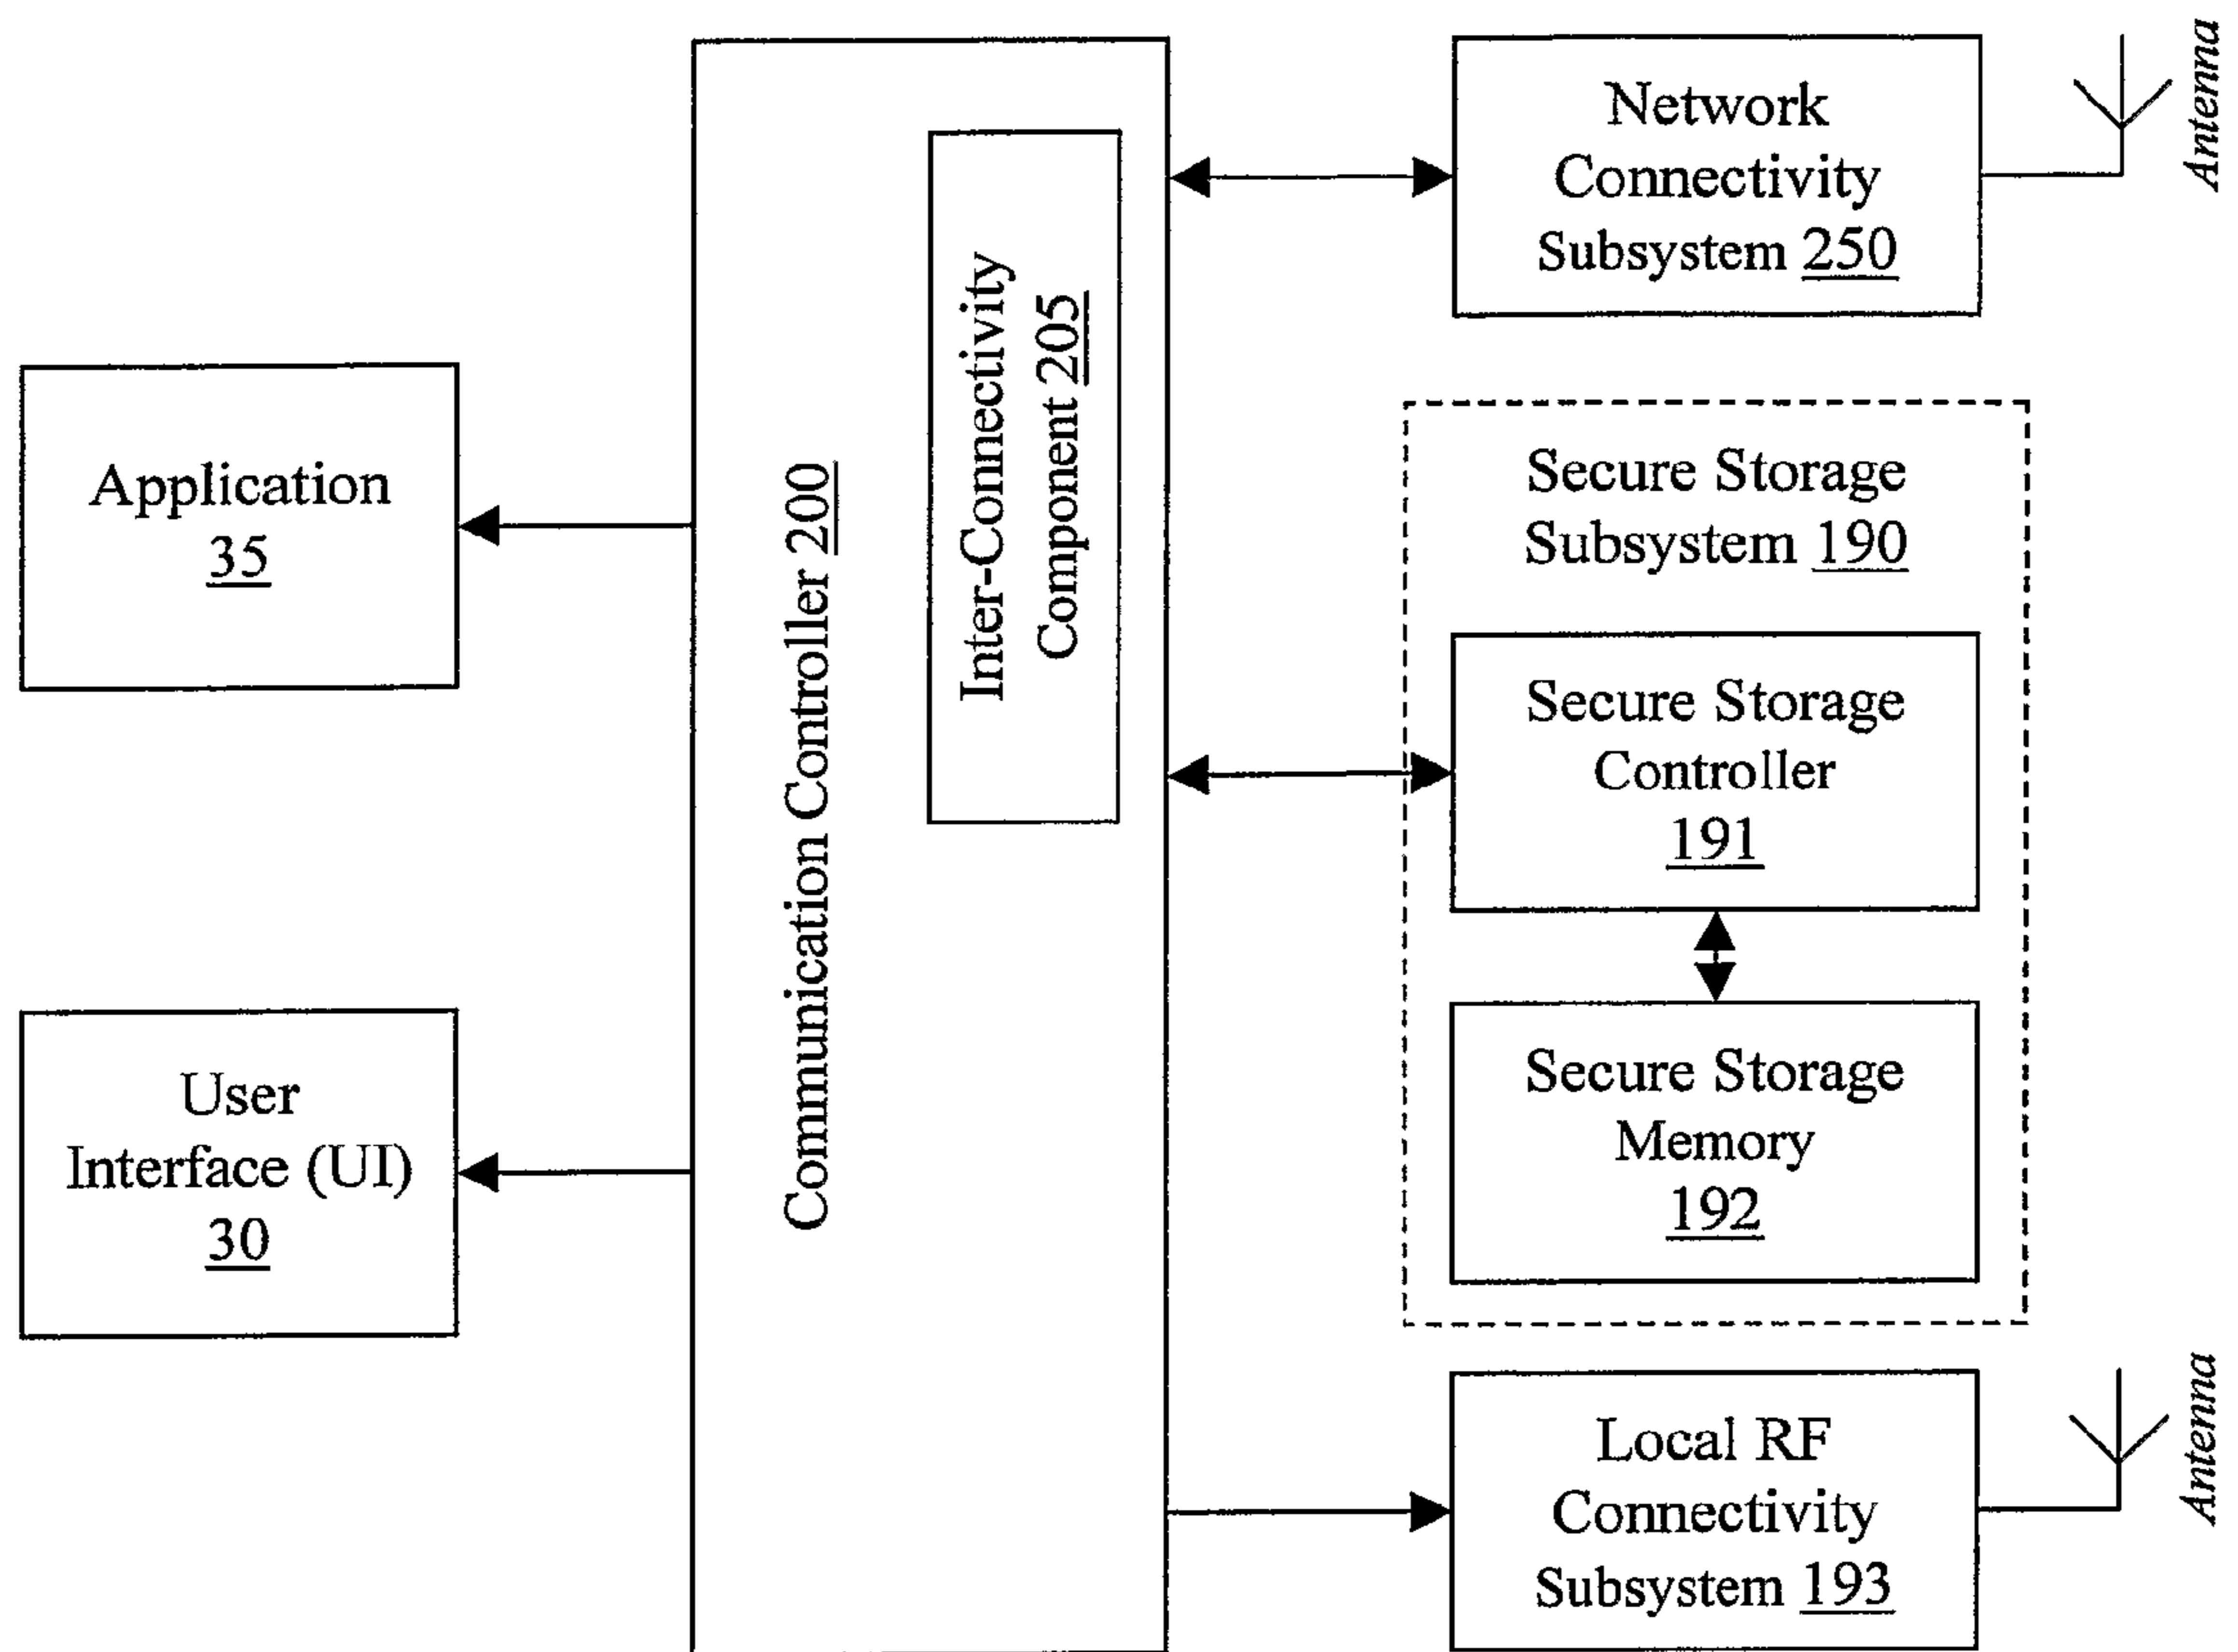 Application
35
User
Interface (UI)
30
Communication Controller 200
Inter-Connectivity
Component 205
Network
Connectivity
Subsystem 250
Antenna
Secure Storage
Subsystem 190
Secure Storage
Controller
191
Secure Storage
Memory
192
Local RF
Connectivity
Subsystem 193
Antenna